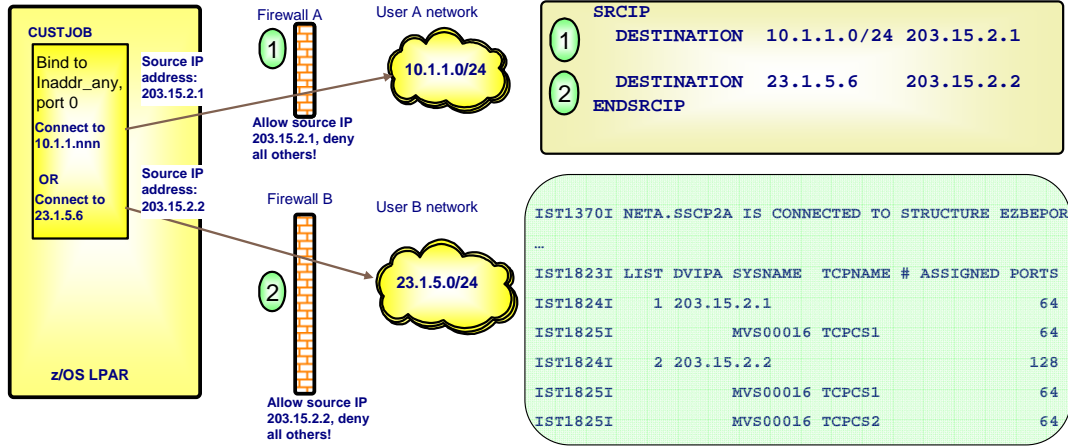 CUSTJOB
Bind to
Inaddr_any,
port 0
Connect to
10.1.1.nnn
OR
Connect to
23.1.5.6
z/OS LPAR
Source IP
address:
203.15.2.1
Source IP
address:
203.15.2.2
Firewall A
1
Allow source IP
203.15.2.1, deny
all others!
User A network
10.1.1.0/24
Firewall B
2
Allow source IP
203.15.2.2, deny
all others!
User B network
23.1.5.0/24
SRCIP
1 DESTINATION 10.1.1.0/24 203.15.2.1
2 DESTINATION 23.1.5.6 203.15.2.2
ENDSRCIP
IST1370I NETA.SSCP2A IS CONNECTED TO STRUCTURE EZBEPOR
…
IST1823I LIST DVIPA SYSNAME TCPNAME # ASSIGNED PORTS
IST1824I 1 203.15.2.1 64
IST1825I MVS00016 TCPCS1 64
IST1824I 2 203.15.2.2 128
IST1825I MVS00016 TCPCS1 64
IST1825I MVS00016 TCPCS2 64